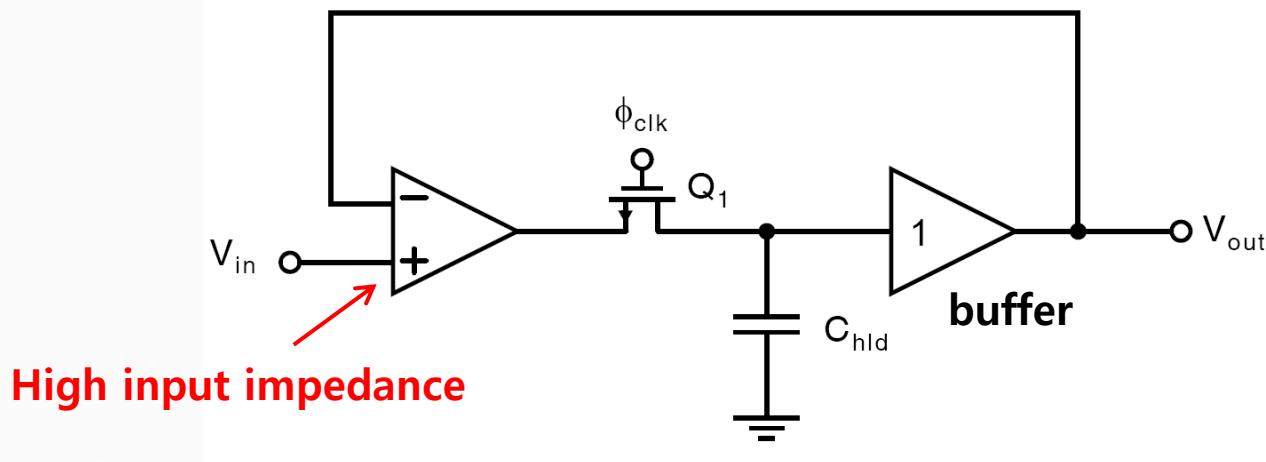 ϕclk
Q1
−
+
Vin
1
Vout
buffer
Chld
High input impedance